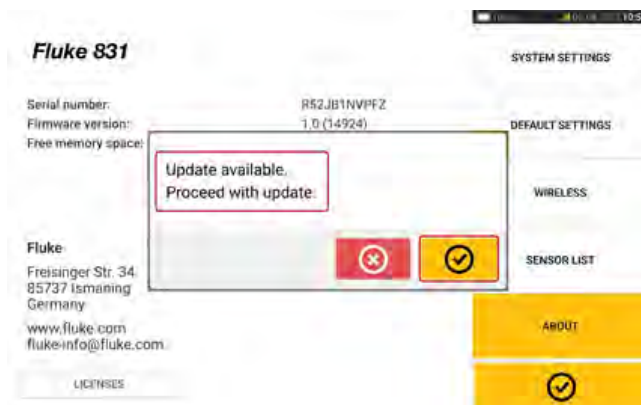 Fluke 831
SYSTEM SETTINGS
Serial number: R52JB1NVPFZ
Firmware version: 1.0 (14924)
DEFAULT SETTINGS
Free memory space:
Update available.
Proceed with update.
WIRELESS
Fluke
SENSOR LIST
Freisinger Str. 34
85737 Ismaning
Germany
www.fluke.com
fluke-info@fluke.com
ABOUT
LICENSES